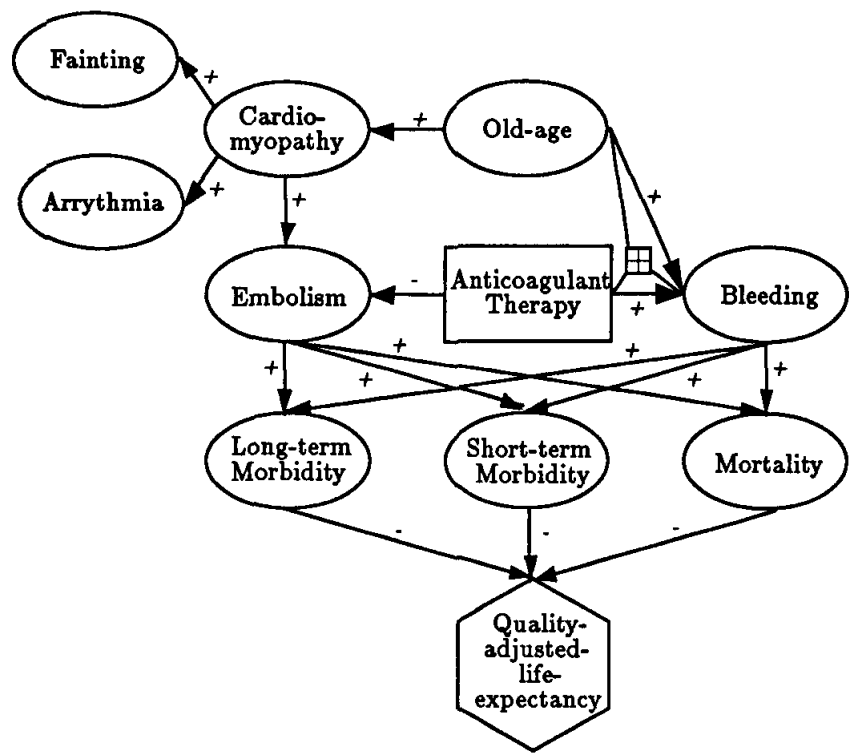 Fainting
+
Cardio-
myopathy
+
Old-age
+
Arrythmia
+
+
Embolism
-
Anticoagulant
Therapy
+
Bleeding
+
+
+
+
+
+
Long-term
Morbidity
Short-term
Morbidity
Mortality
-
-
-
Quality-
adjusted-
life-
expectancy